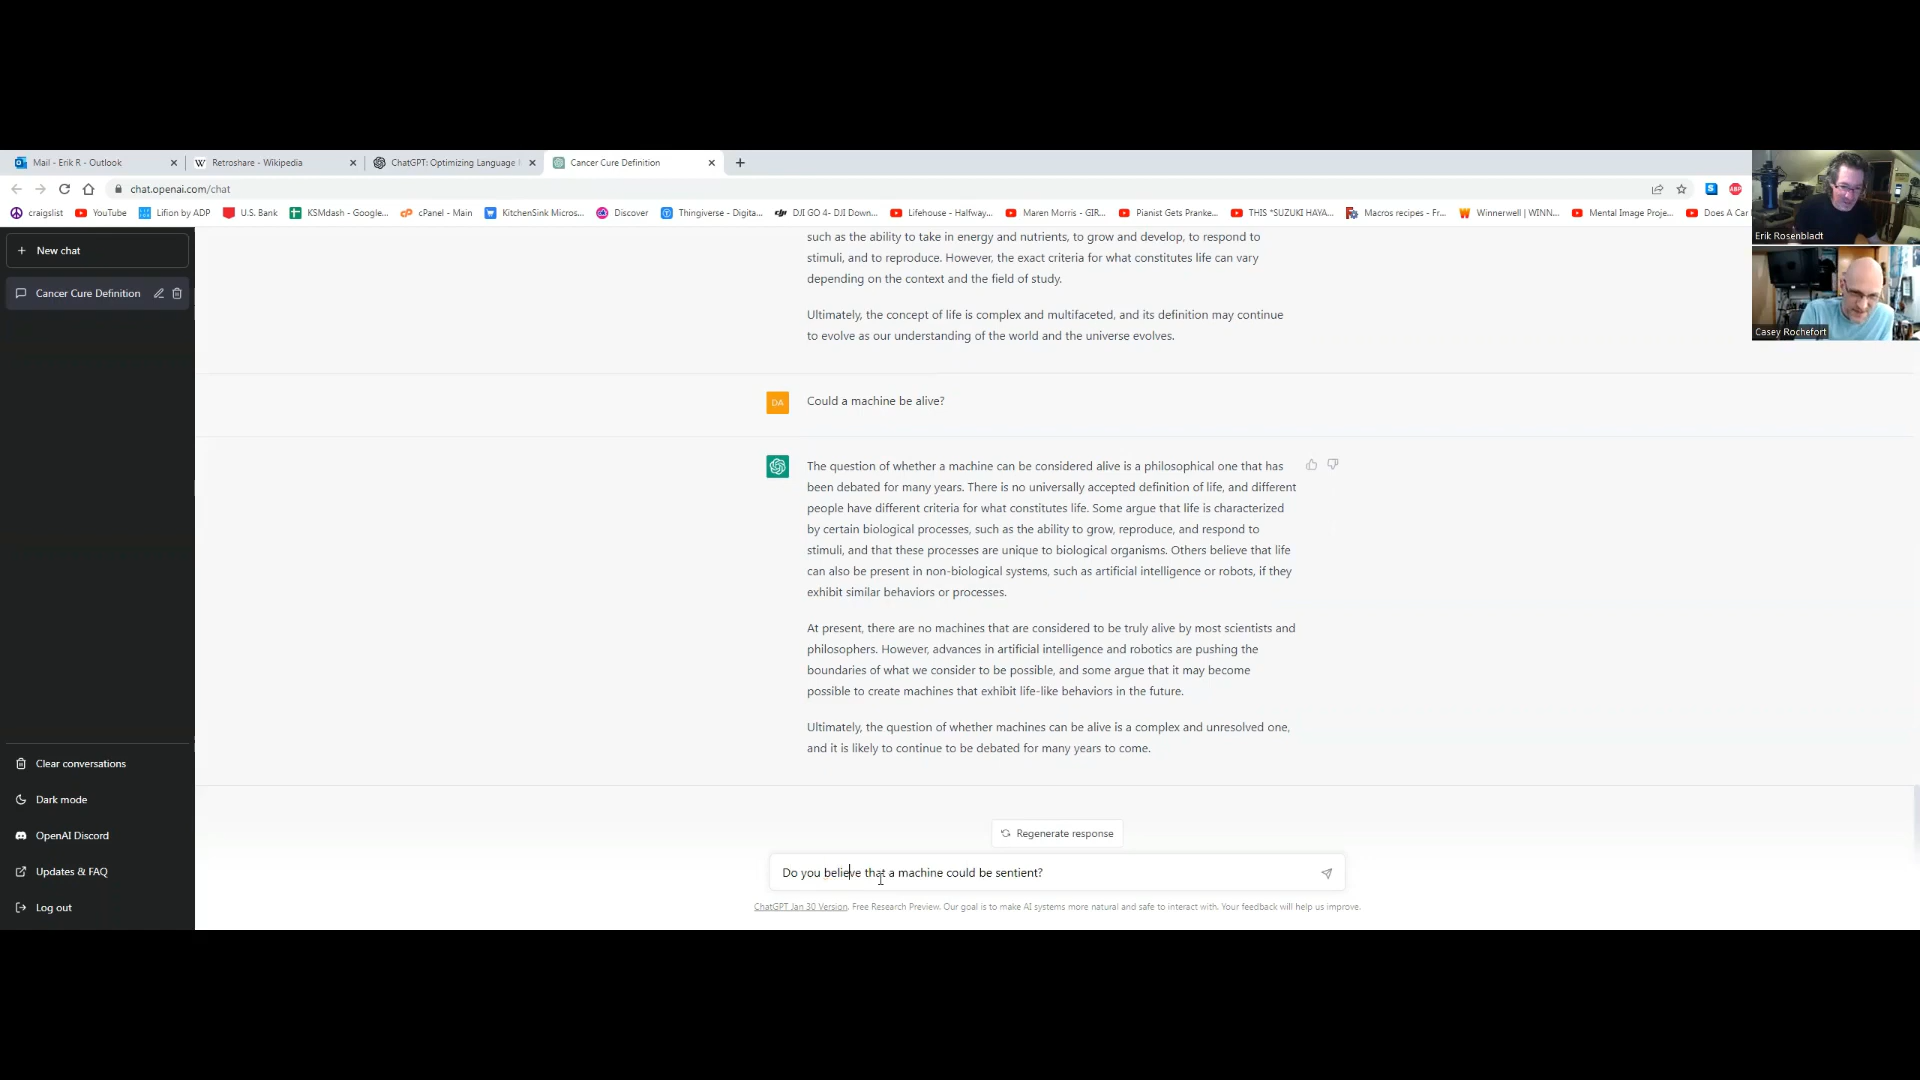 Mail - Erik R - Outlook
Retroshare - Wikipedia
ChatGPT: Optimizing Language
Cancer Cure Definition
chat.openai.com/chat
craigslist
YouTube
Lifion by ADP
U.S. Bank
KSMdash - Google...
cPanel - Main
KitchenSink Micros...
Discover
Thingiverse - Digita...
DJI GO 4- DJI Down...
Lifehouse - Halfway...
Maren Morris - GIR...
Pianist Gets Pranke...
THIS *SUZUKI HAYA...
Macros recipes - Fr...
Winnerwell | WINN...
Mental Image Proje...
Does A Car
Erik Rosenbladt
Casey Rochefort
New chat
Cancer Cure Definition
such as the ability to take in energy and nutrients, to grow and develop, to respond to
stimuli, and to reproduce. However, the exact criteria for what constitutes life can vary
depending on the context and the field of study.
Ultimately, the concept of life is complex and multifaceted, and its definition may continue
to evolve as our understanding of the world and the universe evolves.
DA
Could a machine be alive?
The question of whether a machine can be considered alive is a philosophical one that has
been debated for many years. There is no universally accepted definition of life, and different
people have different criteria for what constitutes life. Some argue that life is characterized
by certain biological processes, such as the ability to grow, reproduce, and respond to
stimuli, and that these processes are unique to biological organisms. Others believe that life
can also be present in non-biological systems, such as artificial intelligence or robots, if they
exhibit similar behaviors or processes.
At present, there are no machines that are considered to be truly alive by most scientists and
philosophers. However, advances in artificial intelligence and robotics are pushing the
boundaries of what we consider to be possible, and some argue that it may become
possible to create machines that exhibit life-like behaviors in the future.
Ultimately, the question of whether machines can be alive is a complex and unresolved one,
and it is likely to continue to be debated for many years to come.
Clear conversations
Dark mode
OpenAI Discord
Updates & FAQ
Log out
Regenerate response
Do you believe that a machine could be sentient?
ChatGPT Jan 30 Version. Free Research Preview. Our goal is to make AI systems more natural and safe to interact with. Your feedback will help us improve.